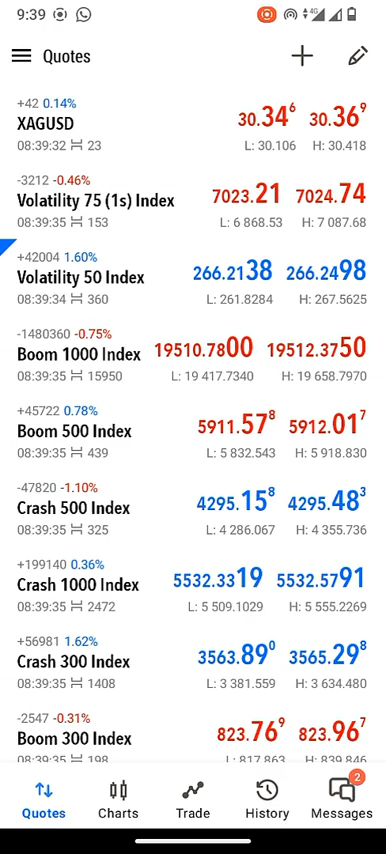 9:39 4G
Quotes
+42 0.14%
XAGUSD 30.34⁶ 30.36⁹
08:39:32 23 L: 30.106 H: 30.418
-3212 -0.46%
Volatility 75 (1s) Index 7023.21 7024.74
08:39:35 153 L: 6 868.53 H: 7 087.68
+42004 1.60%
Volatility 50 Index 266.2138 266.2498
08:39:34 360 L: 261.8284 H: 267.5625
-1480360 -0.75%
Boom 1000 Index 19510.7800 19512.3750
08:39:35 15950 L: 19 417.7340 H: 19 658.7970
+45722 0.78%
Boom 500 Index 5911.57⁸ 5912.01⁷
08:39:35 439 L: 5 832.543 H: 5 918.830
-47820 -1.10%
Crash 500 Index 4295.15⁸ 4295.48³
08:39:35 325 L: 4 286.067 H: 4 355.736
+199140 0.36%
Crash 1000 Index 5532.3319 5532.5791
08:39:35 2472 L: 5 509.1029 H: 5 555.2269
+56981 1.62%
Crash 300 Index 3563.89⁰ 3565.29⁸
08:39:35 1408 L: 3 381.559 H: 3 634.480
-2547 -0.31%
Boom 300 Index 823.76⁹ 823.96⁷
08:39:35 198 L: 817.863 H: 839.846
2
Quotes Charts Trade History Messages